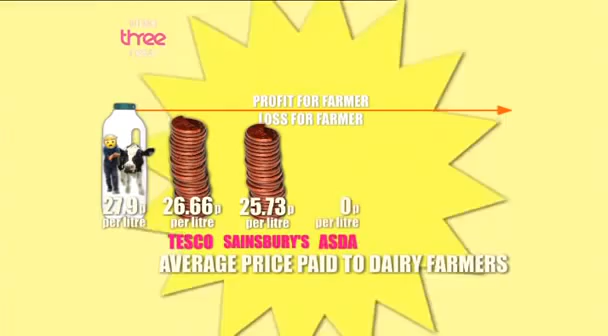 three
PROFIT FOR FARMER
LOSS FOR FARMER
27.9p per litre
26.66p per litre
25.73p per litre
0p per litre
TESCO SAINSBURY'S ASDA
AVERAGE PRICE PAID TO DAIRY FARMERS